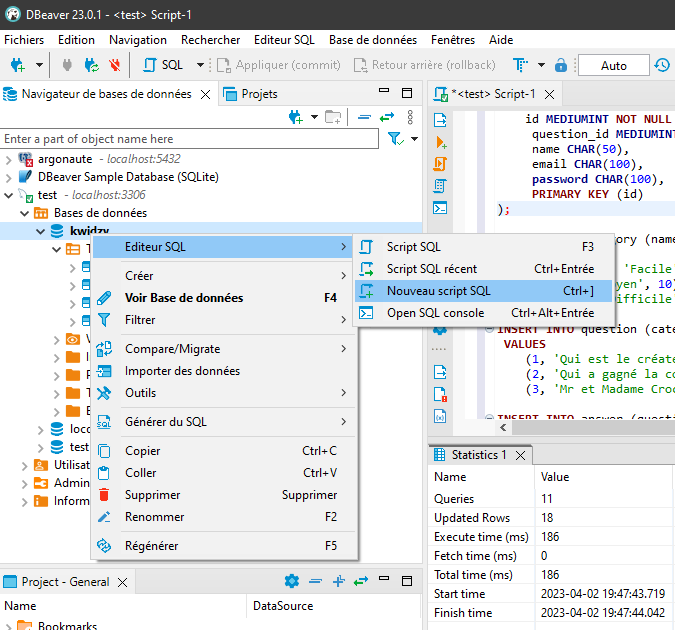 DBeaver 23.0.1 - <test> Script-1
Fichiers Edition Navigation Rechercher Editeur SQL Base de données Fenêtres Aide
SQL Appliquer (commit) Retour arrière (rollback) Auto
Navigateur de bases de données Projets
Enter a part of object name here
argonaute - localhost:5432
DBeaver Sample Database (SQLite)
test - localhost:3306
Bases de données
kwidzy
T
V
I
P
T
E
loc
test
Utilisat
Admin
Inform
Editeur SQL
Créer
Voir Base de données F4
Filtrer
Compare/Migrate
Importer des données
Outils
Générer du SQL
Copier Ctrl+C
Coller Ctrl+V
Supprimer Supprimer
Renommer F2
Régénérer F5
Script SQL F3
Script SQL récent Ctrl+Entrée
Nouveau script SQL Ctrl+]
Open SQL console Ctrl+Alt+Entrée
*<test> Script-1
id MEDIUMINT NOT NULL
question_id MEDIUMINT
name CHAR(50),
email CHAR(100),
password CHAR(100),
PRIMARY KEY (id)
);
ory (name
'Facile'
yen', 10)
fficile
INSERT INTO question (cate
VALUES
(1, 'Qui est le créate
(2, 'Qui a gagné la co
(3, 'Mr et Madame Croc
INSERT INTO answer (questi
Statistics 1
Name Value
Queries 11
Updated Rows 18
Execute time (ms) 186
Fetch time (ms) 0
Total time (ms) 186
Start time 2023-04-02 19:47:43.719
Finish time 2023-04-02 19:47:44.042
Project - General
Name DataSource
Bookmarks